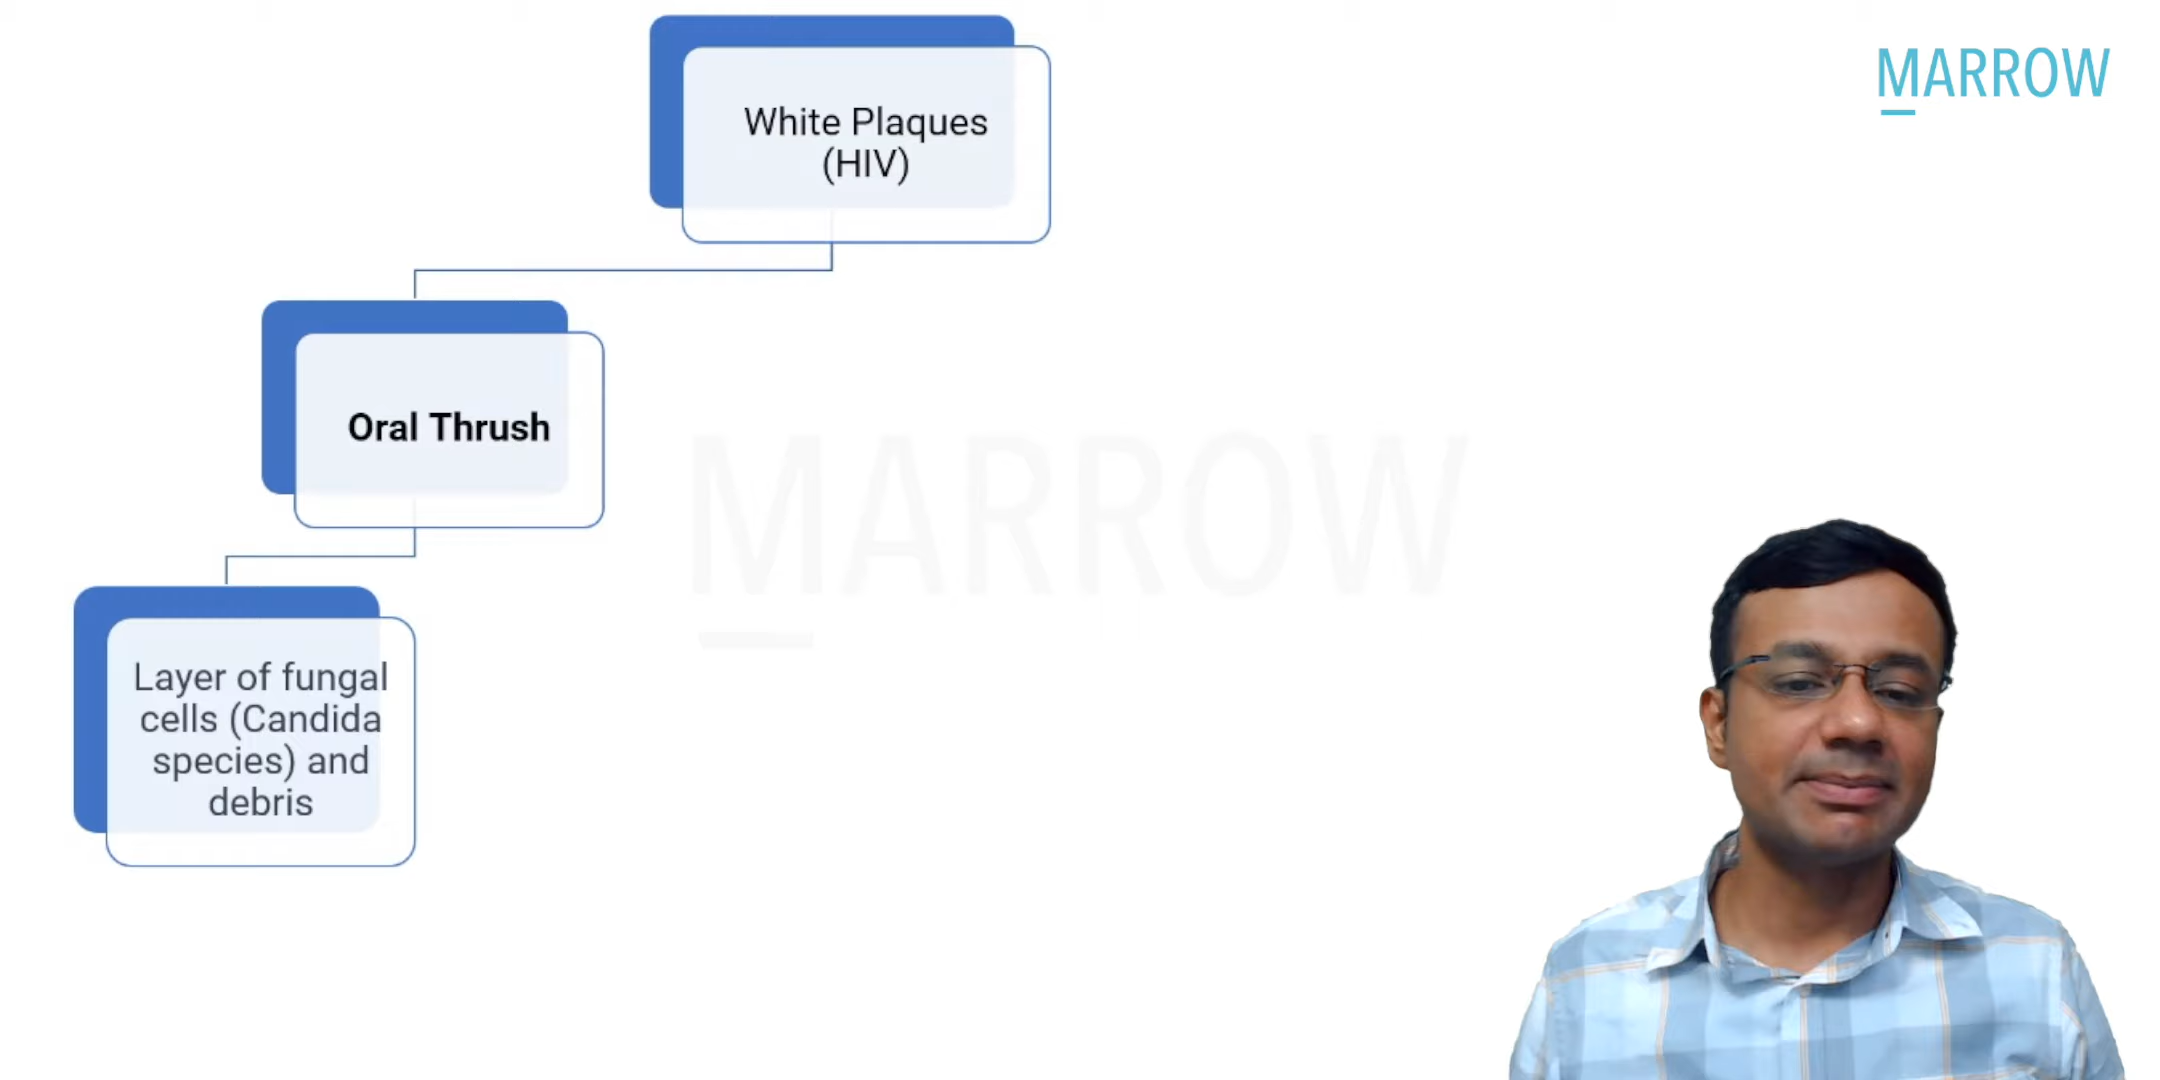 MARROW
White Plaques
(HIV)
Oral Thrush
MARROW
Layer of fungal
cells (Candida
species) and
debris